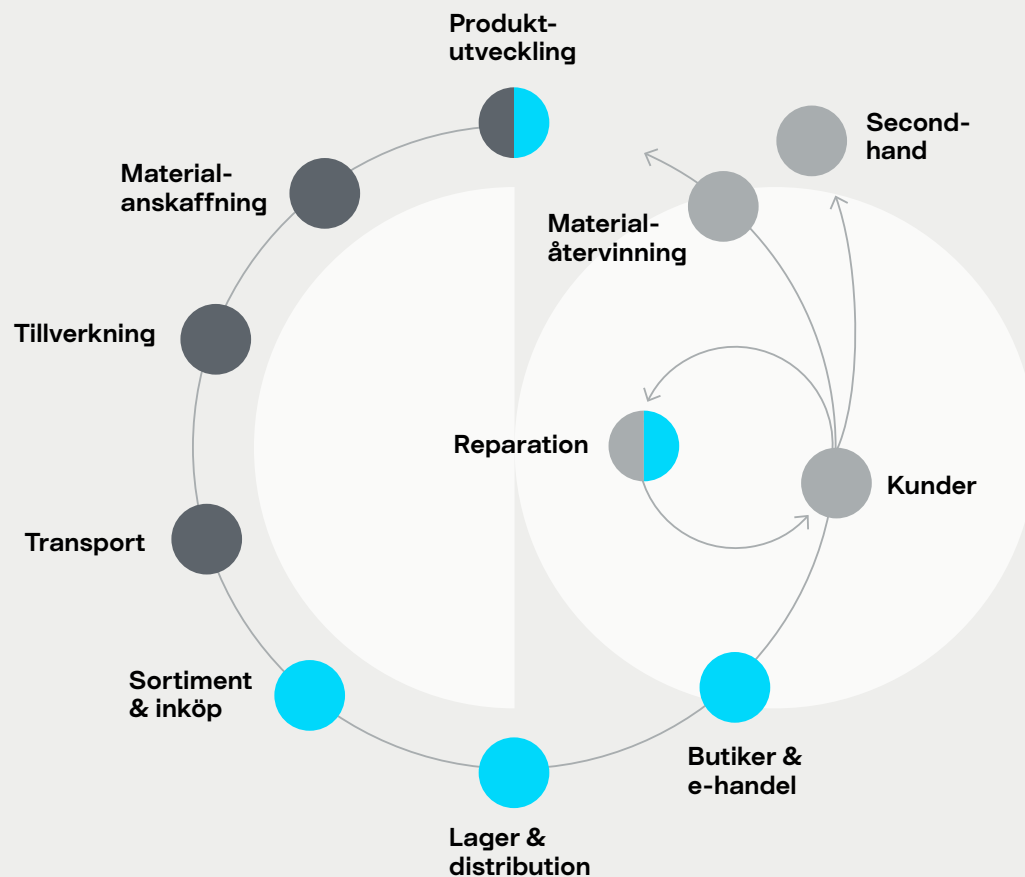 Produkt-
utveckling
Second-
hand
Material-
anskaffning
Material-
återvinning
Tillverkning
Reparation
Kunder
Transport
Sortiment
& inköp
Butiker &
e-handel
Lager &
distribution